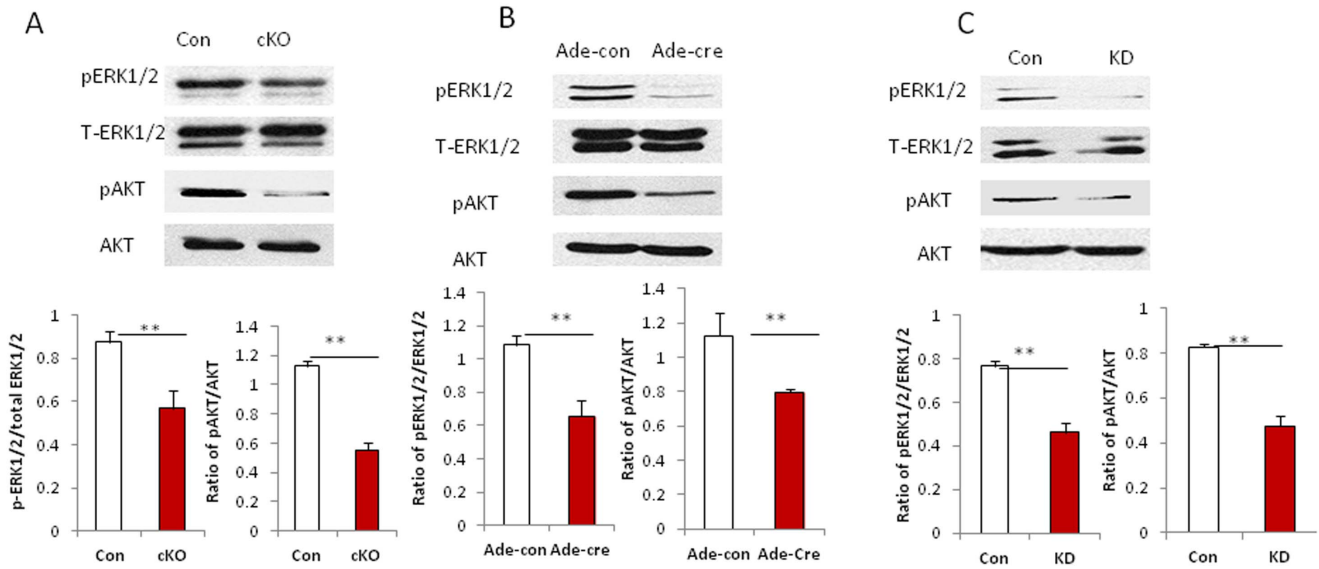 A
Con cKO
pERK1/2
T-ERK1/2
pAKT
AKT
B
Ade-con Ade-cre
pERK1/2
T-ERK1/2
pAKT
AKT
C
Con KD
pERK1/2
T-ERK1/2
pAKT
AKT
p-ERK1/2/total ERK1/2
1
0.8
0.6
0.4
0.2
0
**
Con cKO
Ratio of pAKT/AKT
1.4
1.2
1
0.8
0.6
0.4
0.2
0
**
Con cKO
Ratio of pERK1/2/ERK1/2
1.4
1.2
1
0.8
0.6
0.4
0.2
0
**
Ade-con Ade-cre
Ratio of pAKT/AKT
1.4
1.2
1
0.8
0.6
0.4
0.2
0
**
Ade-con Ade-Cre
Ratio of pERK1/2/ERK1/2
1
0.8
0.6
0.4
0.2
0
**
Con KD
Ratio of pAKT/AKT
1
0.8
0.6
0.4
0.2
0
**
Con KD